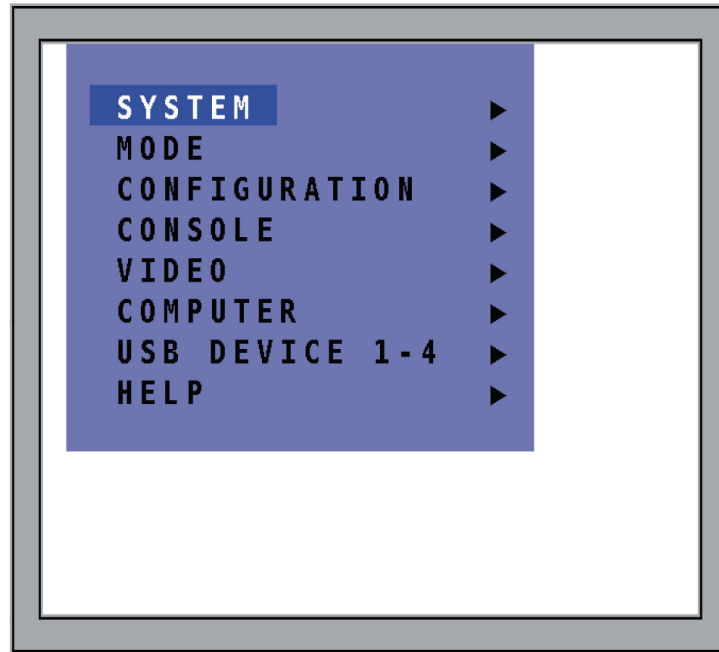 SYSTEM
MODE
CONFIGURATION
CONSOLE
VIDEO
COMPUTER
USB DEVICE 1-4
HELP